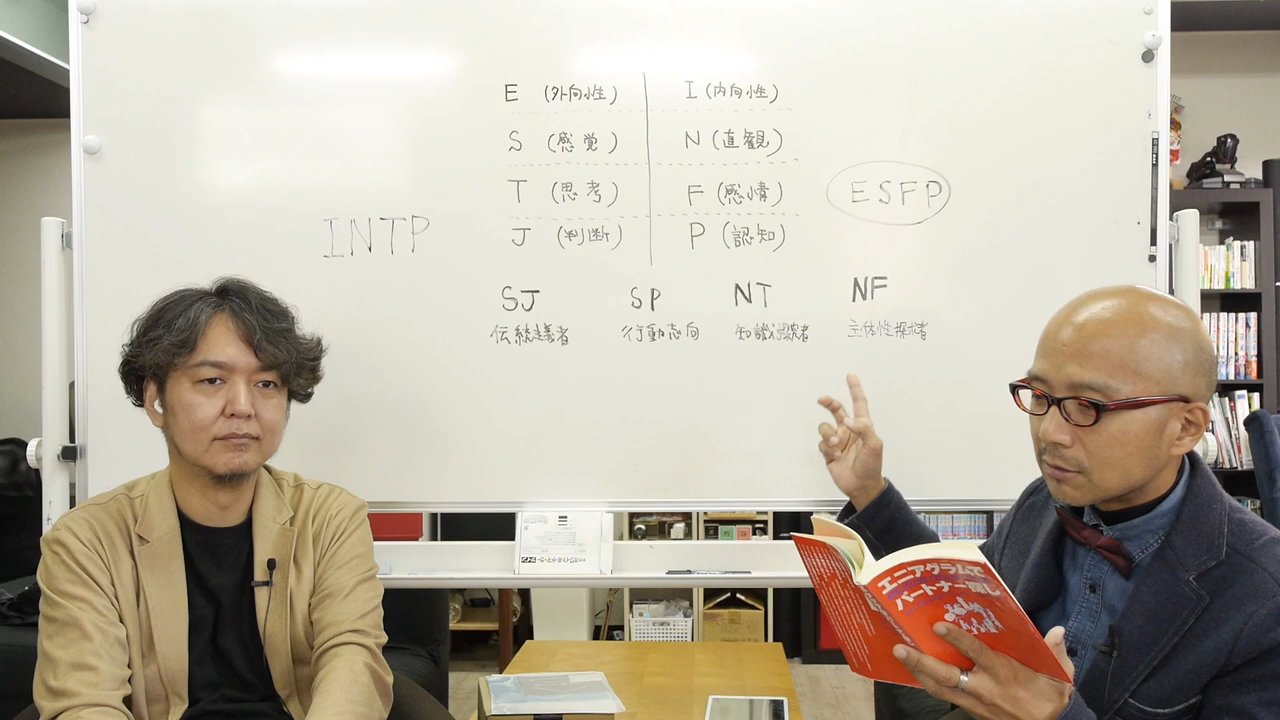 E (外向性) I (内向性)
S (感覚) N (直観)
T (思考) F (感情)
J (判断) P (認知)
INTP
ESFP
SJ SP NT NF
伝統主義者 行動志向 知識探究者 主体性探求者
エニアグラムで
パートナー探し